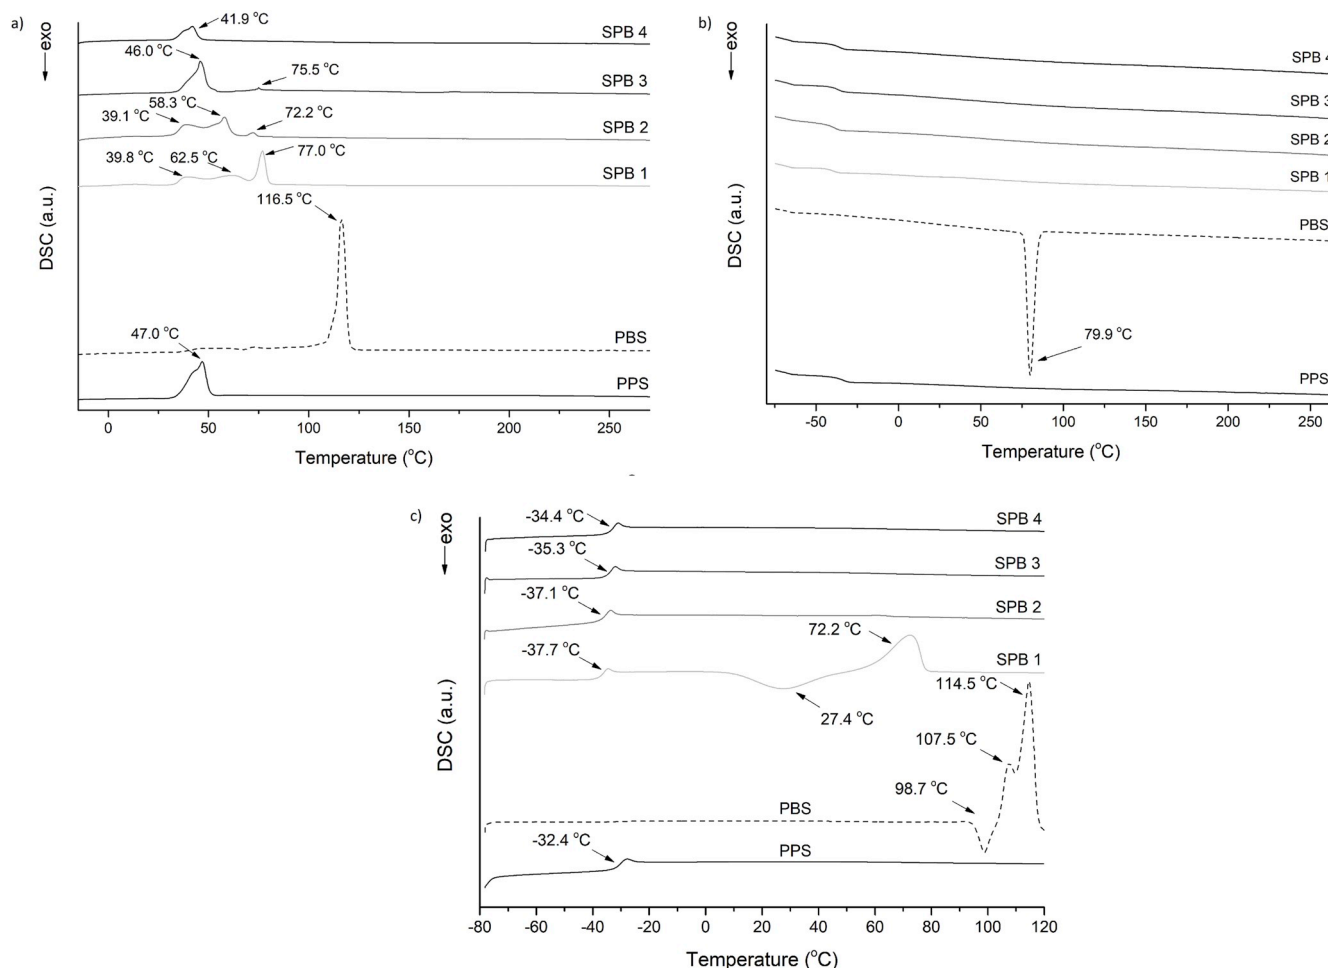 a)
exo
41.9 °C
SPB 4
46.0 °C
75.5 °C
SPB 3
39.1 °C
58.3 °C
72.2 °C
SPB 2
39.8 °C
62.5 °C
77.0 °C
SPB 1
116.5 °C
DSC (a.u.)
PBS
47.0 °C
PPS
0 50 100 150 200 250
Temperature (°C)
b)
exo
SPB 4
SPB 3
SPB 2
SPB 1
PBS
DSC (a.u.)
79.9 °C
PPS
-50 0 50 100 150 200 250
Temperature (°C)
c)
exo
-34.4 °C
SPB 4
-35.3 °C
SPB 3
-37.1 °C
SPB 2
72.2 °C
-37.7 °C
SPB 1
114.5 °C
27.4 °C
DSC (a.u.)
107.5 °C
98.7 °C
PBS
-32.4 °C
PPS
-80 -60 -40 -20 0 20 40 60 80 100 120
Temperature (°C)